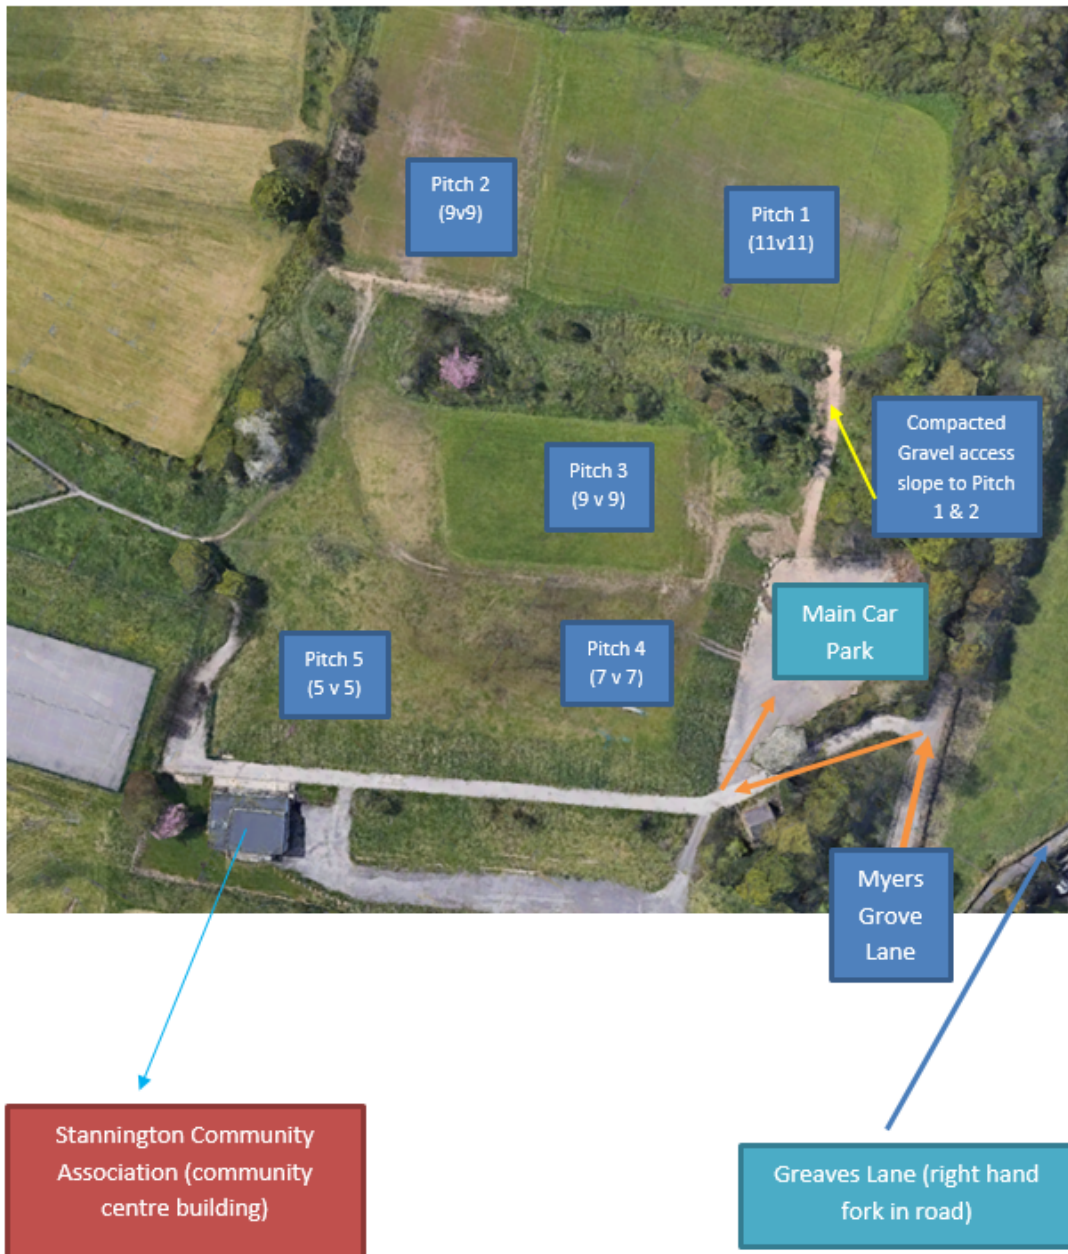 Pitch 2
(9v9)
Pitch 1
(11v11)
Compacted
Gravel access
slope to Pitch
1 & 2
Pitch 3
(9 v 9)
Main Car
Park
Pitch 5
(5 v 5)
Pitch 4
(7 v 7)
Myers
Grove
Lane
Stannington Community
Association (community
centre building)
Greaves Lane (right hand
fork in road)